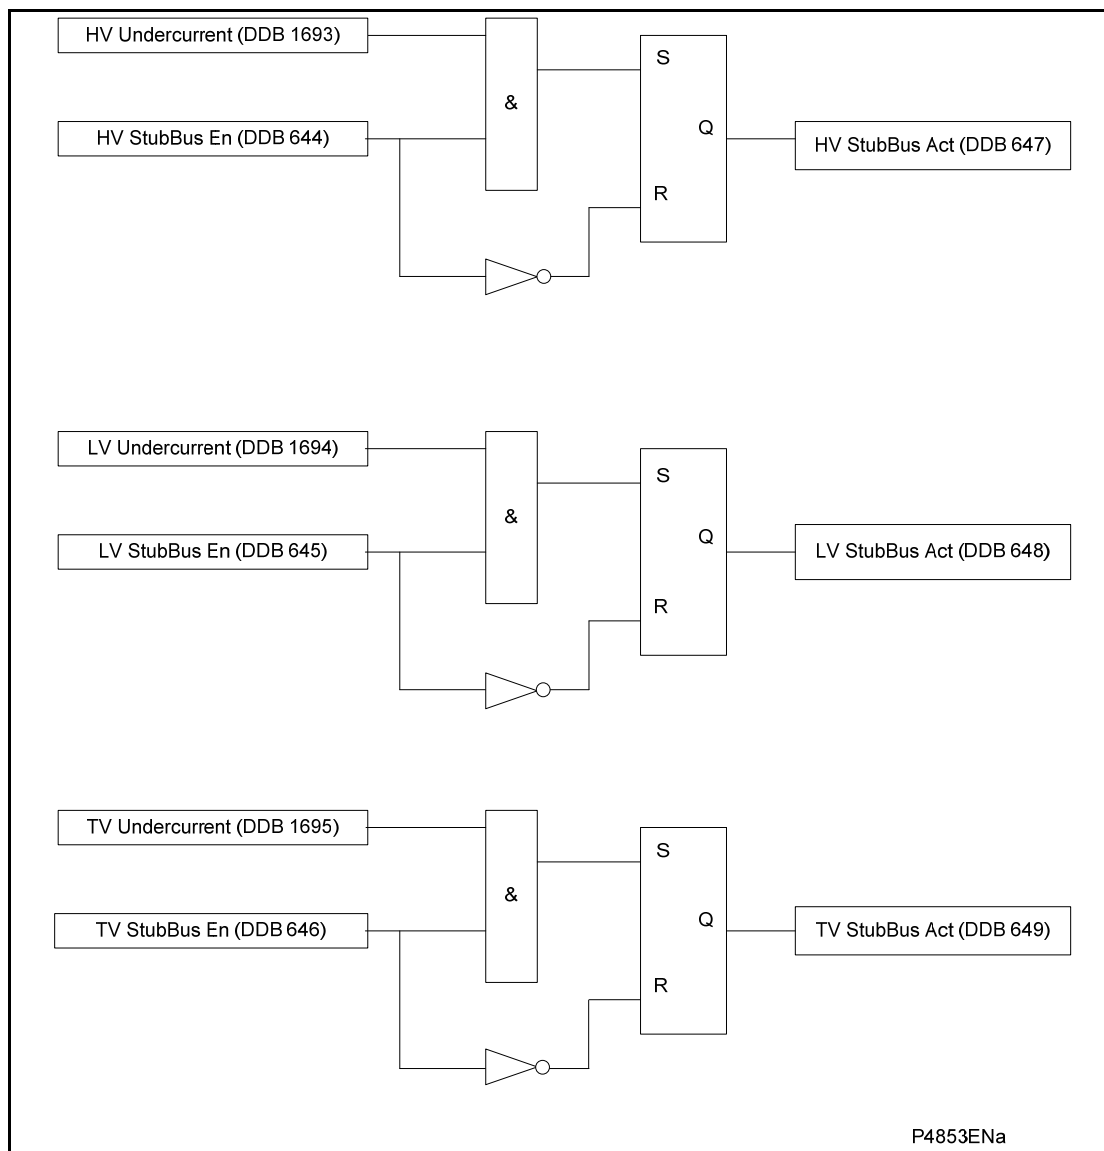 HV Undercurrent (DDB 1693)
S
&
Q
HV StubBus En (DDB 644)
HV StubBus Act (DDB 647)
R
LV Undercurrent (DDB 1694)
S
&
Q
LV StubBus En (DDB 645)
LV StubBus Act (DDB 648)
R
TV Undercurrent (DDB 1695)
S
&
Q
TV StubBus En (DDB 646)
TV StubBus Act (DDB 649)
R
P4853ENa